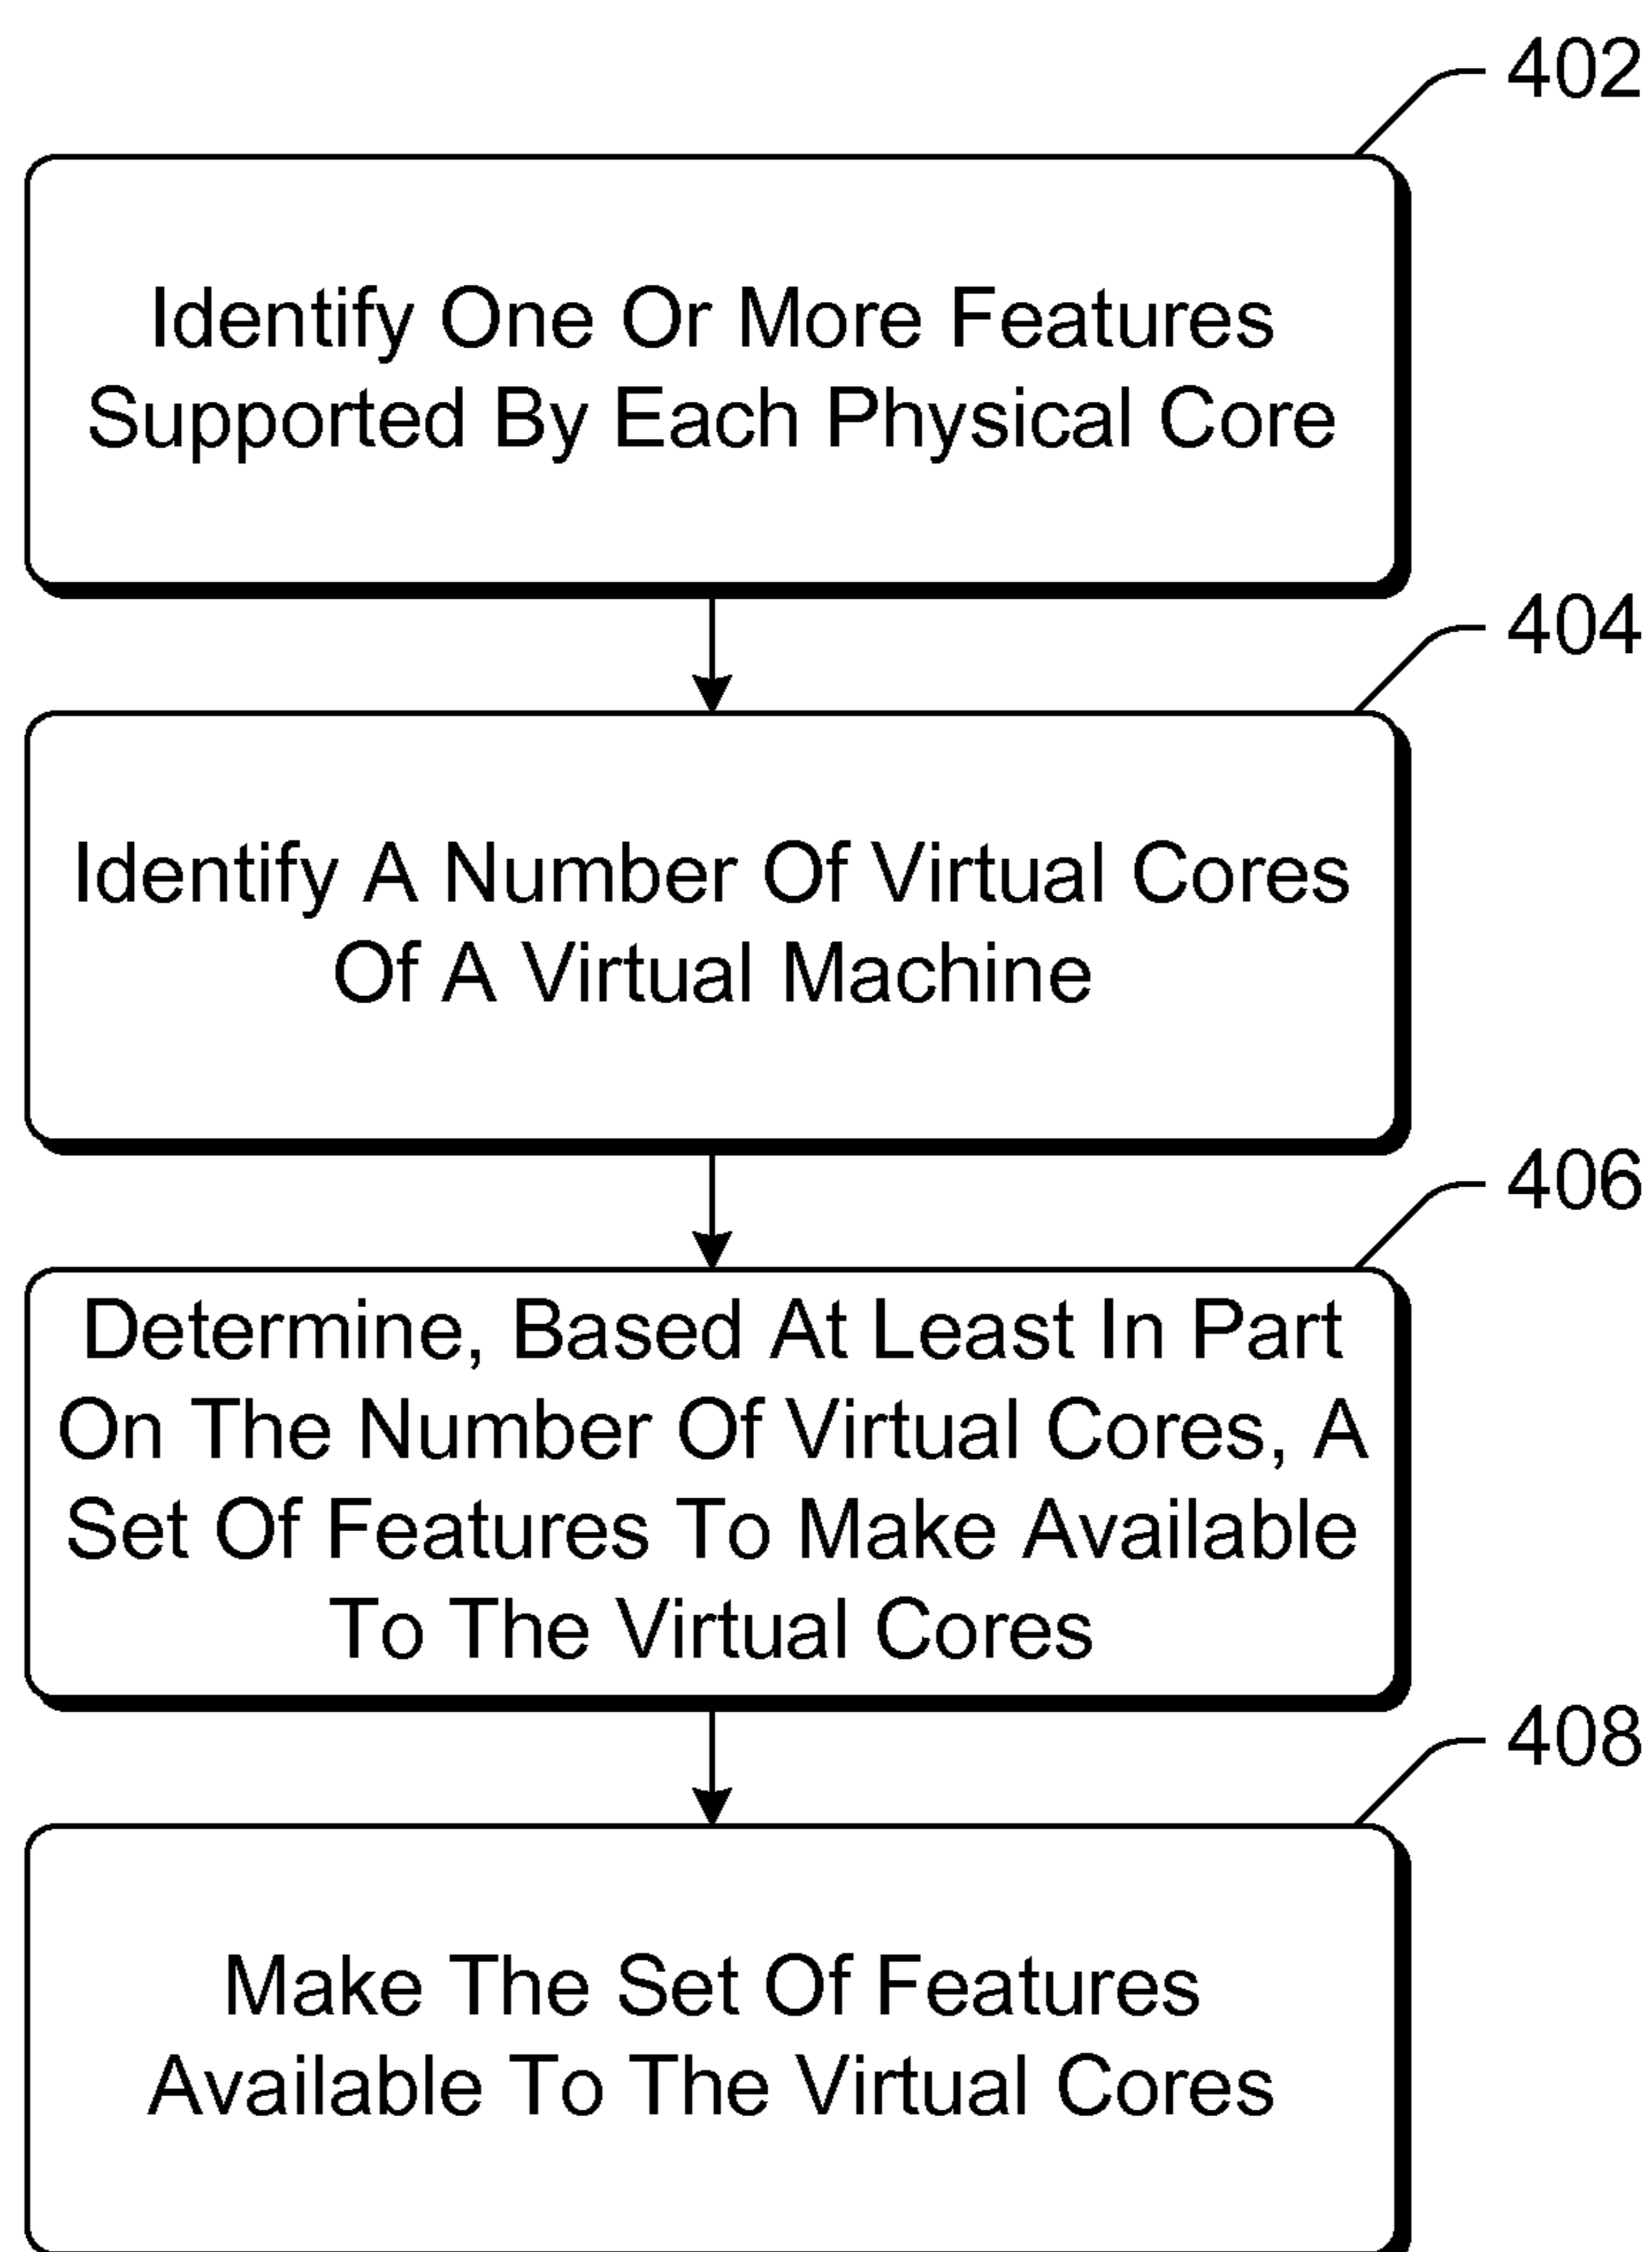 402
Identify One Or More Features
Supported By Each Physical Core
404
Identify A Number Of Virtual Cores
Of A Virtual Machine
406
Determine, Based At Least In Part
On The Number Of Virtual Cores, A
Set Of Features To Make Available
To The Virtual Cores
408
Make The Set Of Features
Available To The Virtual Cores